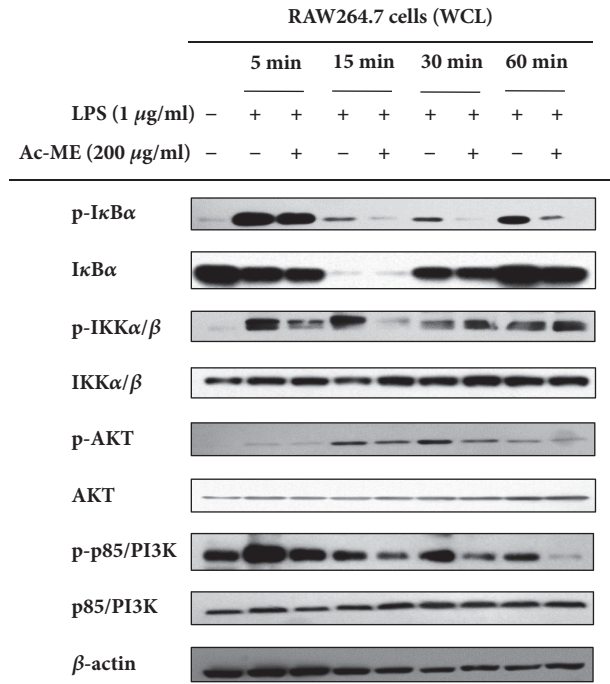 RAW264.7 cells (WCL)
5 min 15 min 30 min 60 min
LPS (1 μg/ml) − + + + + + + + +
Ac-ME (200 μg/ml) − − + − + − + − +
p-IκBα
IκBα
p-IKKα/β
IKKα/β
p-AKT
AKT
p-p85/PI3K
p85/PI3K
β-actin